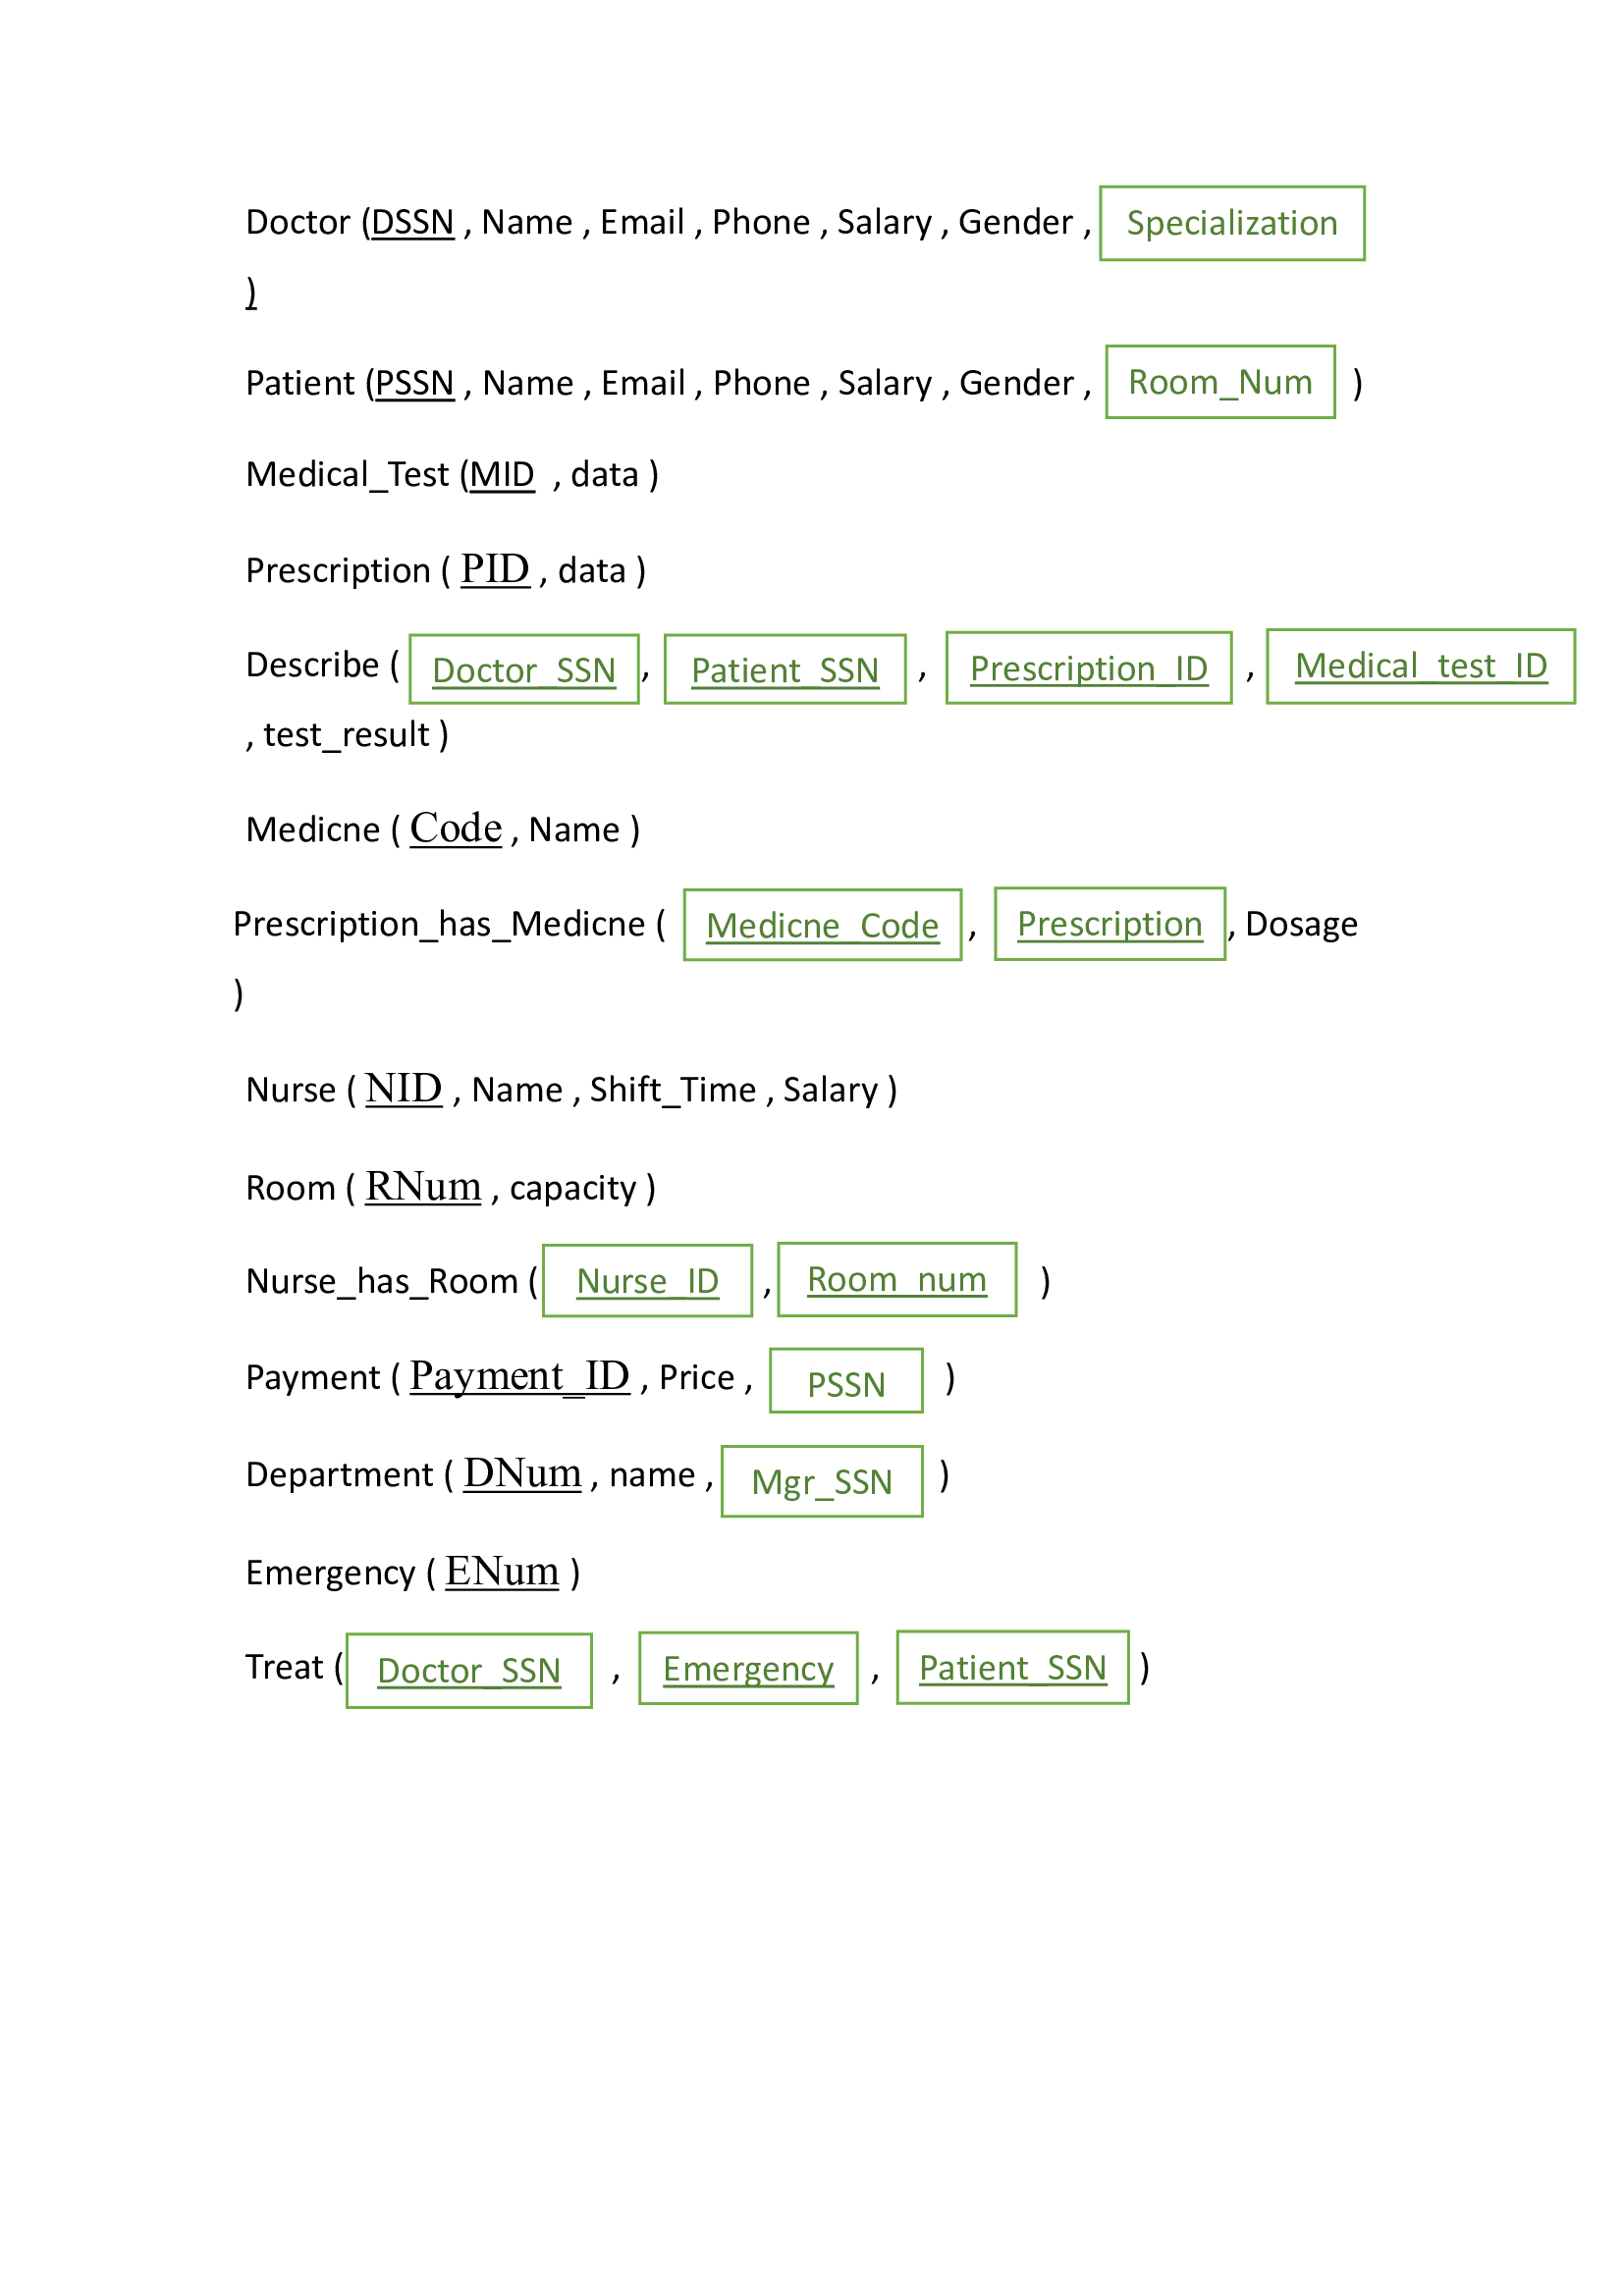 Doctor (DSSN , Name , Email , Phone , Salary , Gender , Specialization
)
Patient (PSSN , Name , Email , Phone , Salary , Gender , Room_Num )
Medical_Test (MID , data )
Prescription ( PID , data )
Describe ( Doctor_SSN , Patient_SSN , Prescription_ID , Medical_test_ID
, test_result )
Medicne ( Code , Name )
Prescription_has_Medicne ( Medicne_Code , Prescription , Dosage
)
Nurse ( NID , Name , Shift_Time , Salary )
Room ( RNum , capacity )
Nurse_has_Room ( Nurse_ID , Room_num )
Payment ( Payment_ID , Price , PSSN )
Department ( DNum , name , Mgr_SSN )
Emergency ( ENum )
Treat ( Doctor_SSN , Emergency , Patient_SSN )